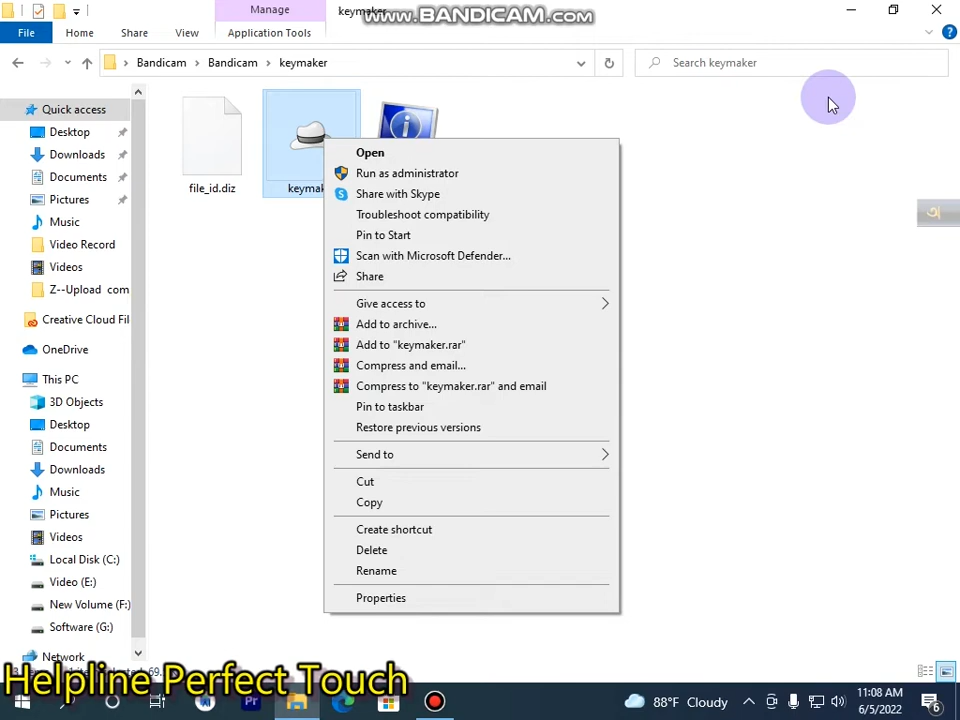 Manage
keymaker
WWW.BANDICAM.COM
File
Home
Share
View
Application Tools
Bandicam
Bandicam
keymaker
Search keymaker
Quick access
Desktop
Downloads
Documents
Pictures
Music
Video Record
Videos
Z--Upload com
Creative Cloud Fil
OneDrive
This PC
3D Objects
Desktop
Documents
Downloads
Music
Pictures
Videos
Local Disk (C:)
Video (E:)
New Volume (F:)
Software (G:)
Network
file_id.diz
keymak
Open
Run as administrator
Share with Skype
Troubleshoot compatibility
Pin to Start
Scan with Microsoft Defender...
Share
Give access to
Add to archive...
Add to "keymaker.rar"
Compress and email...
Compress to "keymaker.rar" and email
Pin to taskbar
Restore previous versions
Send to
Cut
Copy
Create shortcut
Delete
Rename
Properties
Helpline Perfect Touch
88°F Cloudy
11:08 AM
6/5/2022
6